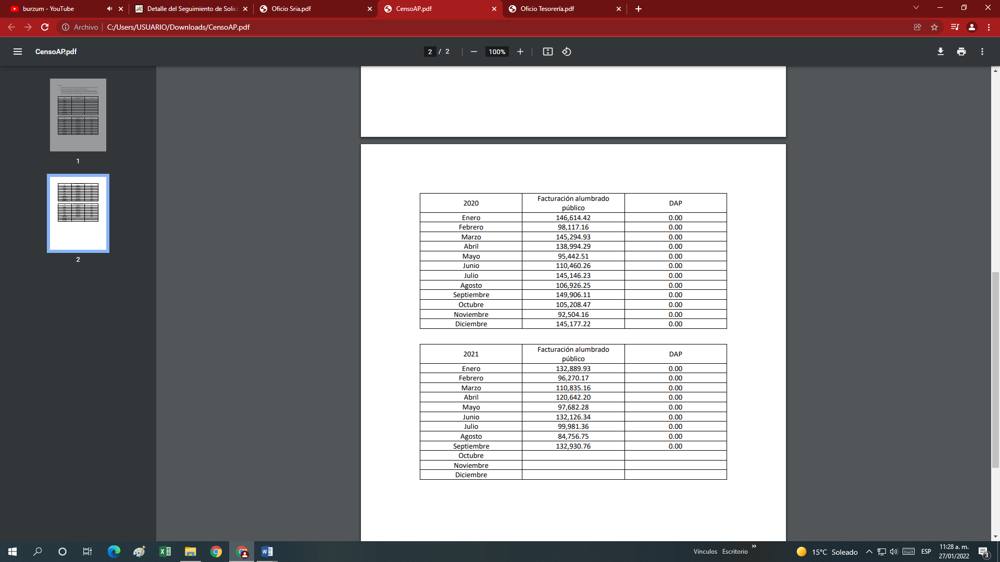 burzum - YouTube
Detalle del Seguimiento de Solici
Oficio Sria.pdf
CensoAP.pdf
Oficio Tesorería.pdf
Archivo
C:/Users/USUARIO/Downloads/CensoAP.pdf
CensoAP.pdf
2 / 2
100%
1
2
2020 Facturación alumbrado público DAP
Enero 146,614.42 0.00
Febrero 98,117.16 0.00
Marzo 145,294.93 0.00
Abril 138,994.29 0.00
Mayo 95,442.51 0.00
Junio 110,460.26 0.00
Julio 145,146.23 0.00
Agosto 106,926.25 0.00
Septiembre 149,906.11 0.00
Octubre 105,208.47 0.00
Noviembre 92,504.16 0.00
Diciembre 145,177.22 0.00
2021 Facturación alumbrado público DAP
Enero 132,889.93 0.00
Febrero 96,270.17 0.00
Marzo 110,835.16 0.00
Abril 120,642.20 0.00
Mayo 97,682.28 0.00
Junio 132,126.34 0.00
Julio 99,981.36 0.00
Agosto 84,756.75 0.00
Septiembre 132,930.76 0.00
Octubre
Noviembre
Diciembre
Vínculos Escritorio »
15°C Soleado
ESP
11:28 a. m.
27/01/2022
3